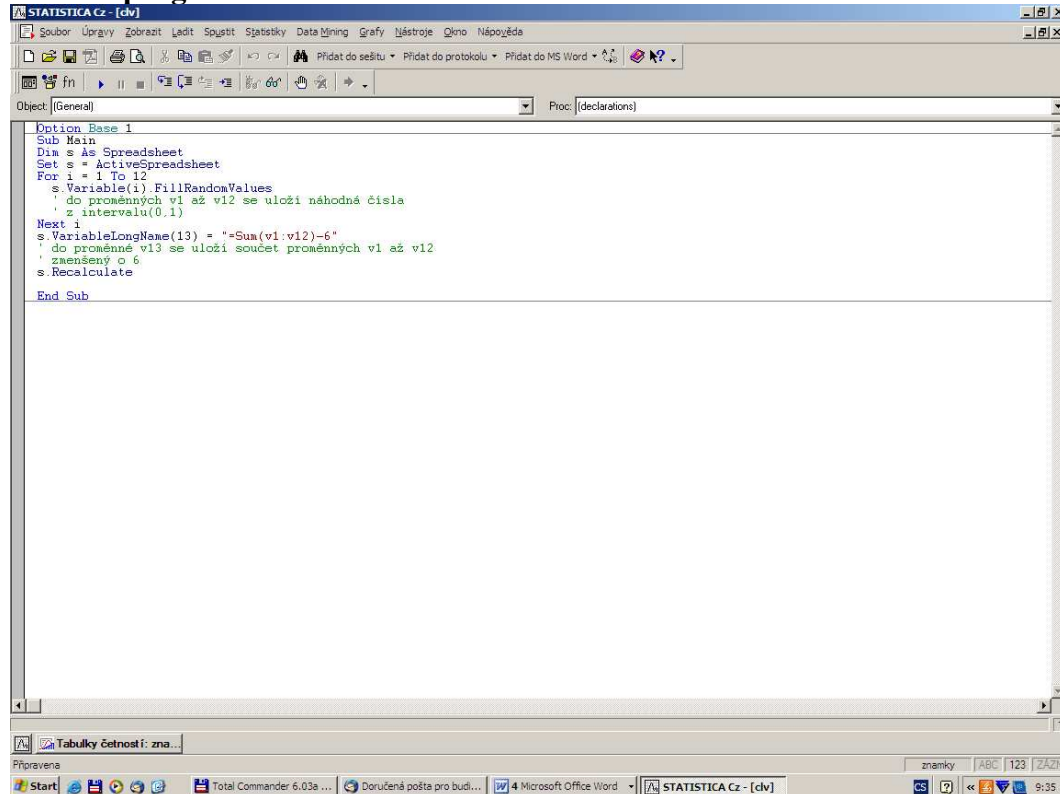 STATISTICA Cz - [clv]
Soubor Úpravy Zobrazit Ladit Spustit Statistiky Data Mining Grafy Nástroje Okno Nápověda
Přidat do sešitu Přidat do protokolu Přidat do MS Word
fn
Object: (General) Proc: (declarations)
Option Base 1
Sub Main
Dim s As Spreadsheet
Set s = ActiveSpreadsheet
For i = 1 To 12
s.Variable(i).FillRandomValues
' do proměnných v1 až v12 se uloží náhodná čísla
' z intervalu(0,1)
Next i
s.VariableLongName(13) = "=Sum(v1:v12)-6"
' do proměnné v13 se uloží součet proměnných v1 až v12
' zmenšený o 6
s.Recalculate
End Sub
Tabulky četností: zna...
Připravena znamky ABC 123
Start Total Commander 6.03a ... Doručená pošta pro budi... 4 Microsoft Office Word STATISTICA Cz - [clv] CS 9:35